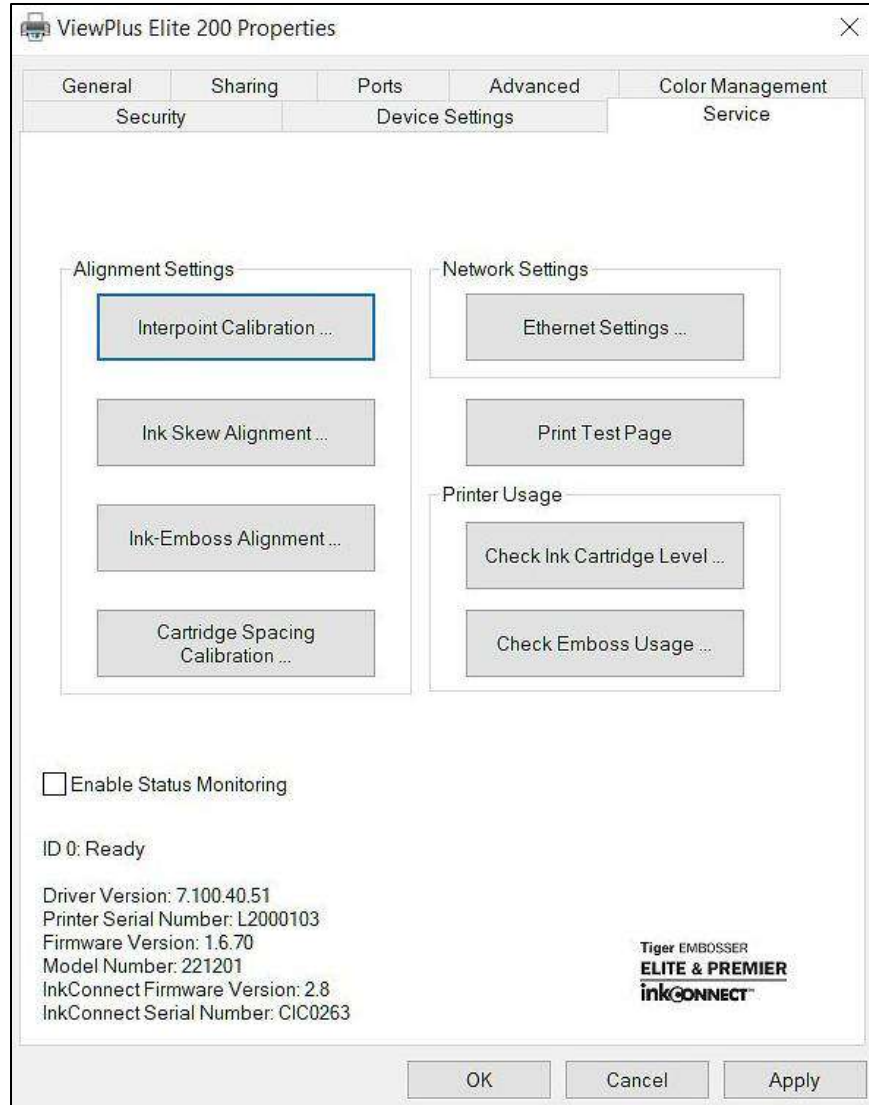 ViewPlus Elite 200 Properties
General Sharing Ports Advanced Color Management
Security Device Settings Service
Alignment Settings
Interpoint Calibration ...
Ink Skew Alignment ...
Ink-Emboss Alignment ...
Cartridge Spacing
Calibration ...
Network Settings
Ethernet Settings ...
Print Test Page
Printer Usage
Check Ink Cartridge Level ...
Check Emboss Usage ...
Enable Status Monitoring
ID 0: Ready
Driver Version: 7.100.40.51
Printer Serial Number: L2000103
Firmware Version: 1.6.70
Model Number: 221201
InkConnect Firmware Version: 2.8
InkConnect Serial Number: CIC0263
Tiger EMBOSSER
ELITE & PREMIER
inkCONNECT™
OK Cancel Apply